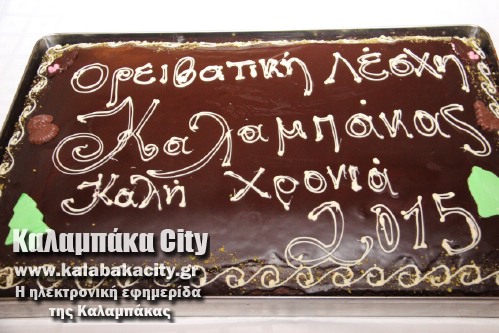 Ορειβατική Λέσχη
Καλαμπάκας
Καλή χρονιά
2015
Καλαμπάκα City
www.kalabakacity.gr
Η ηλεκτρονική εφημερίδα
της Καλαμπάκας